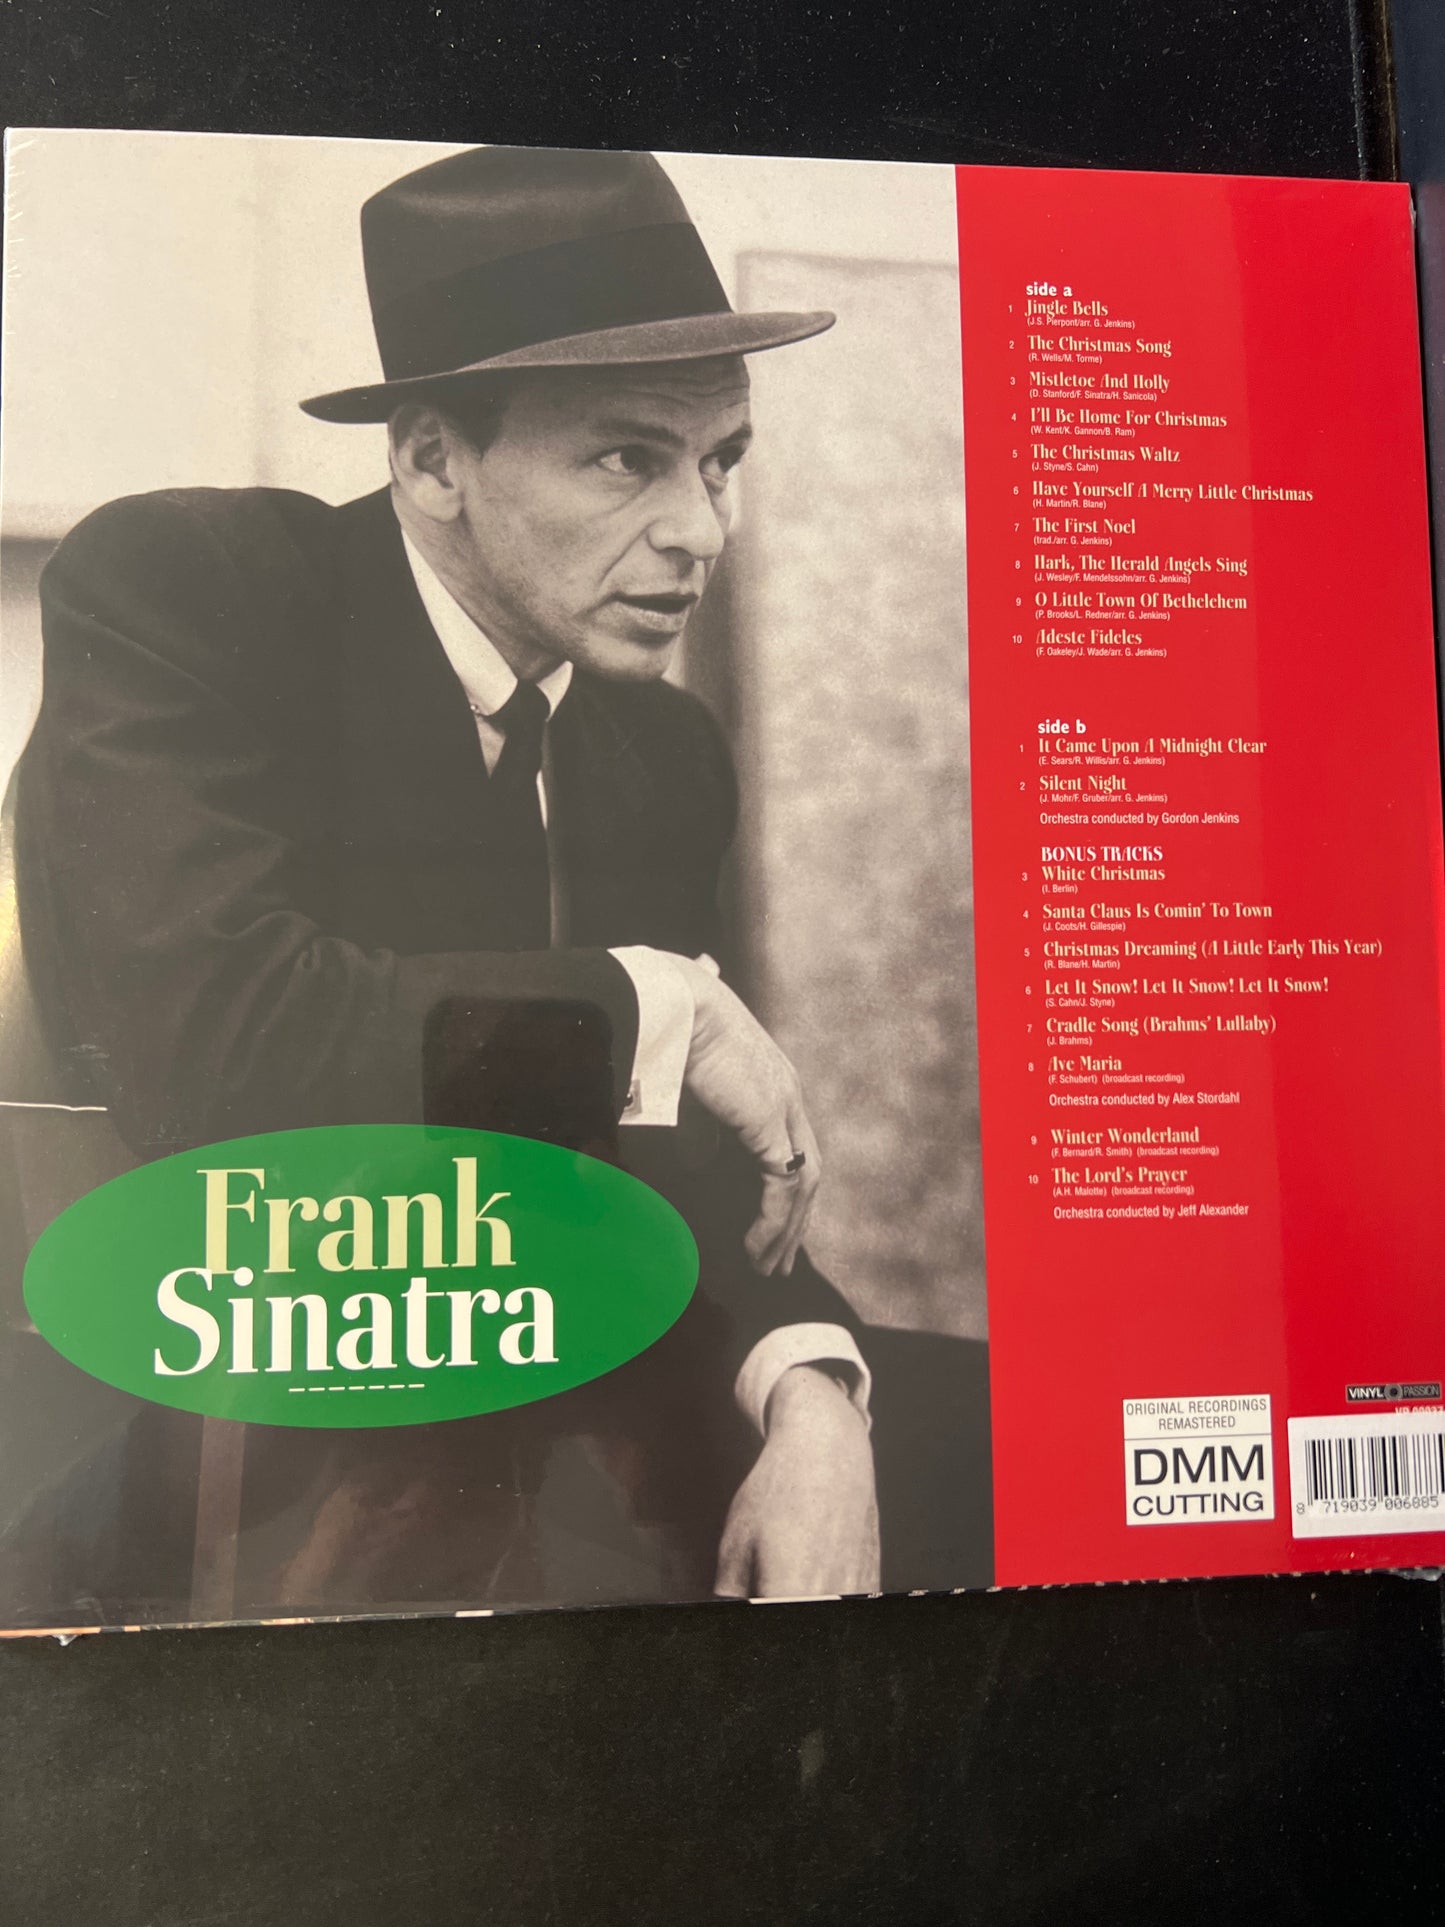 side a
1 Jingle Bells
(J.S. Pierpont/arr. G. Jenkins)
2 The Christmas Song
(R. Wells/M. Torme)
3 Mistletoe And Holly
(D. Stanford/F. Sinatra/H. Sanicola)
4 I'll Be Home For Christmas
(W. Kent/K. Gannon/B. Ram)
5 The Christmas Waltz
(J. Styne/S. Cahn)
6 Have Yourself A Merry Little Christmas
(H. Martin/R. Blane)
7 The First Noel
(trad./arr. G. Jenkins)
8 Hark, The Herald Angels Sing
(J. Wesley/F. Mendelssohn/arr. G. Jenkins)
9 O Little Town Of Bethelehem
(P. Brooks/L. Redner/arr. G. Jenkins)
10 Adeste Fideles
(F. Oakeley/J. Wade/arr. G. Jenkins)
side b
1 It Came Upon A Midnight Clear
(E. Sears/R. Willis/arr. G. Jenkins)
2 Silent Night
(J. Mohr/F. Gruber/arr. G. Jenkins)
Orchestra conducted by Gordon Jenkins
BONUS TRACKS
3 White Christmas
(I. Berlin)
4 Santa Claus Is Comin' To Town
(J. Coots/H. Gillespie)
5 Christmas Dreaming (A Little Early This Year)
(R. Blane/H. Martin)
6 Let It Snow! Let It Snow! Let It Snow!
(S. Cahn/J. Styne)
7 Cradle Song (Brahms' Lullaby)
(J. Brahms)
8 Ave Maria
(F. Schubert) (broadcast recording)
Orchestra conducted by Alex Stordahl
9 Winter Wonderland
(F. Bernard/R. Smith) (broadcast recording)
10 The Lord's Prayer
(A.H. Malotte) (broadcast recording)
Orchestra conducted by Jeff Alexander
Frank
Sinatra
VINYL PASSION
ORIGINAL RECORDINGS
REMASTERED
DMM
CUTTING
8 719039 006885